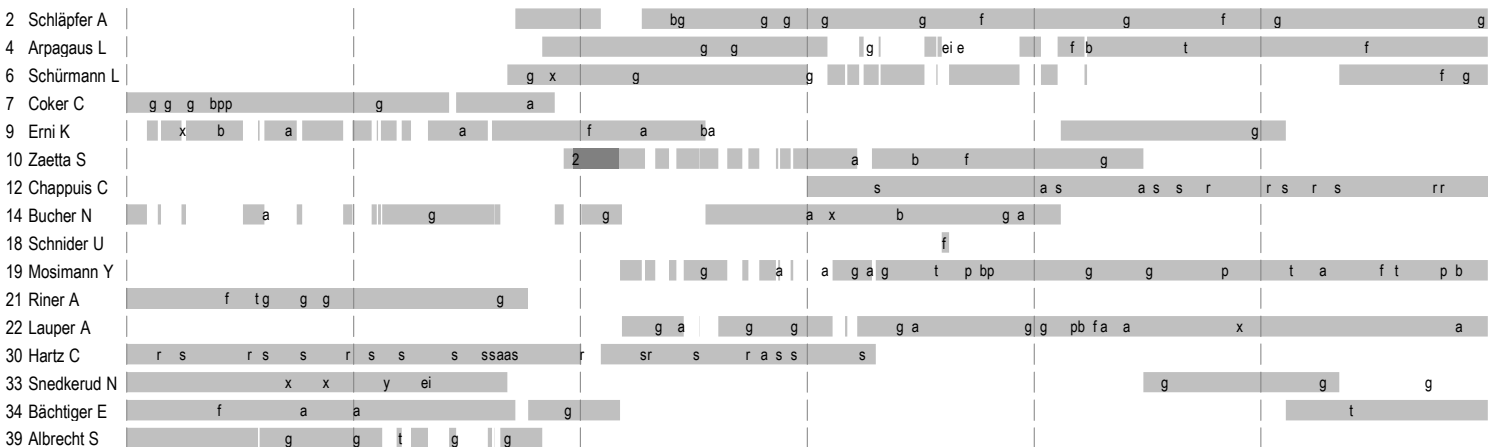 2 Schläpfer A bg g g g g f g f g g
4 Arpagaus L g g g ei e f b t f
6 Schürmann L g x g g f g
7 Coker C g g g bpp g a
9 Erni K x b a a f a ba g
10 Zaetta S 2 a b f g
12 Chappuis C s a s a s s r r s r s r r
14 Bucher N a g g a x b g a
18 Schnider U f
19 Mosimann Y g a a g a g t p bp g g p t a f t p b
21 Riner A f t g g g g
22 Lauper A g a g g g a g g pb f a a x a
30 Hartz C r s r s s r s s s ssaas r sr s r a s s s
33 Snedkerud N x x y ei g g g
34 Bächtiger E f a a g t
39 Albrecht S g g t g g